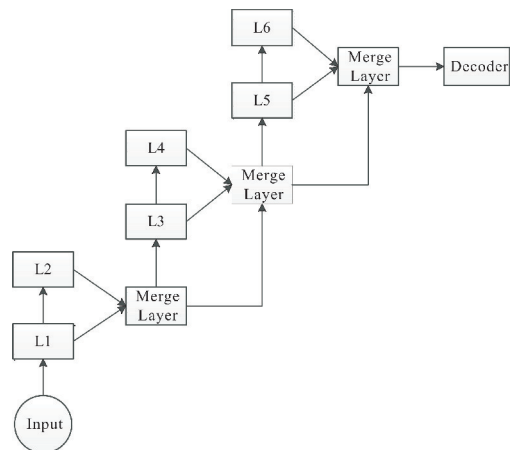 L6
Merge
Layer
Decoder
L5
L4
Merge
Layer
L3
L2
Merge
Layer
L1
Input